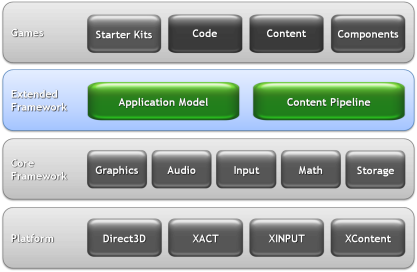 Games
Starter Kits
Code
Content
Components
Extended
Framework
Application Model
Content Pipeline
Core
Framework
Graphics
Audio
Input
Math
Storage
Platform
Direct3D
XACT
XINPUT
XContent